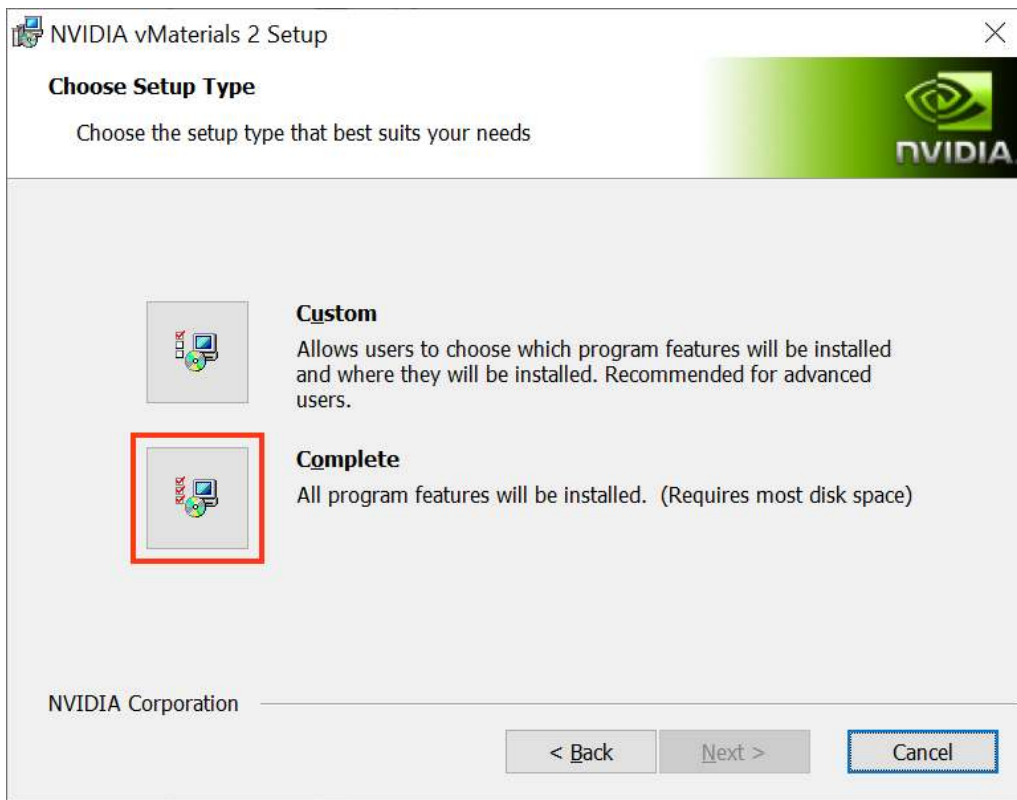 NVIDIA vMaterials 2 Setup
Choose Setup Type
Choose the setup type that best suits your needs
NVIDIA
Custom
Allows users to choose which program features will be installed
and where they will be installed. Recommended for advanced
users.
Complete
All program features will be installed.  (Requires most disk space)
NVIDIA Corporation
< Back
Next >
Cancel